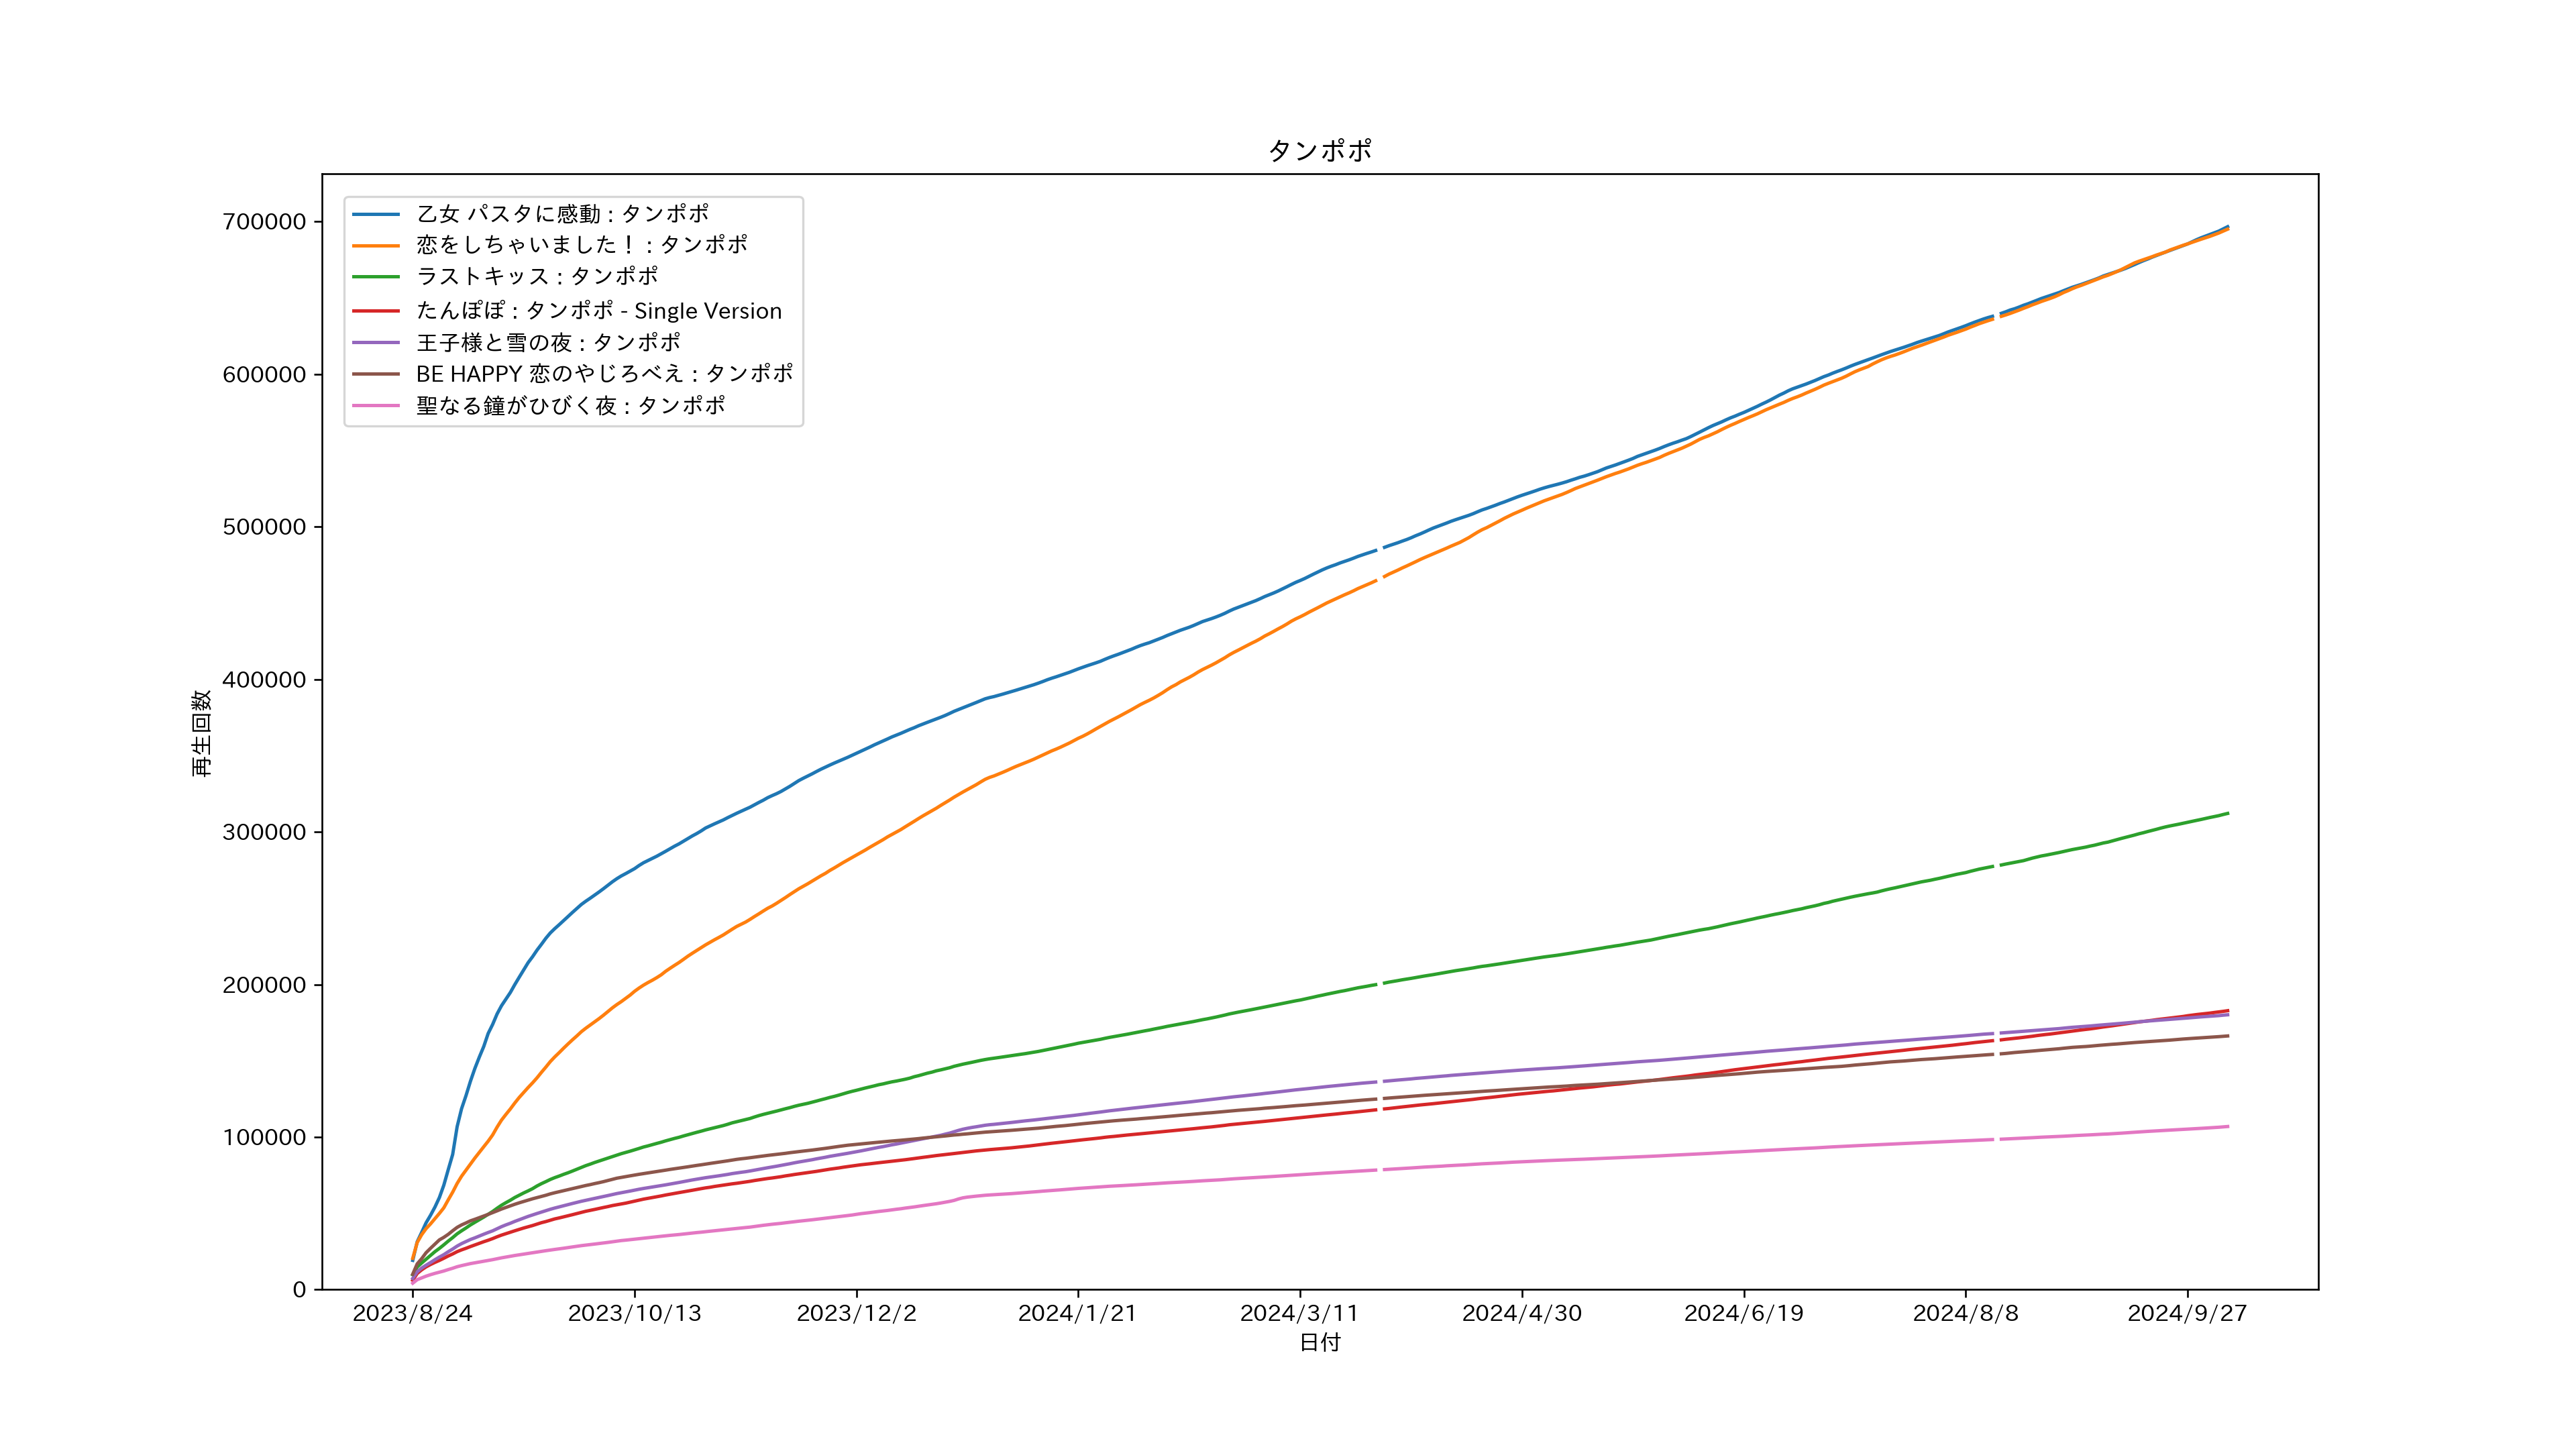 タンポポ
乙女 パスタに感動 : タンポポ
恋をしちゃいました！ : タンポポ
ラストキッス : タンポポ
たんぽぽ : タンポポ - Single Version
王子様と雪の夜 : タンポポ
BE HAPPY 恋のやじろべえ : タンポポ
聖なる鐘がひびく夜 : タンポポ
再生回数
700000
600000
500000
400000
300000
200000
100000
0
2023/8/24 2023/10/13 2023/12/2 2024/1/21 2024/3/11 2024/4/30 2024/6/19 2024/8/8 2024/9/27
日付